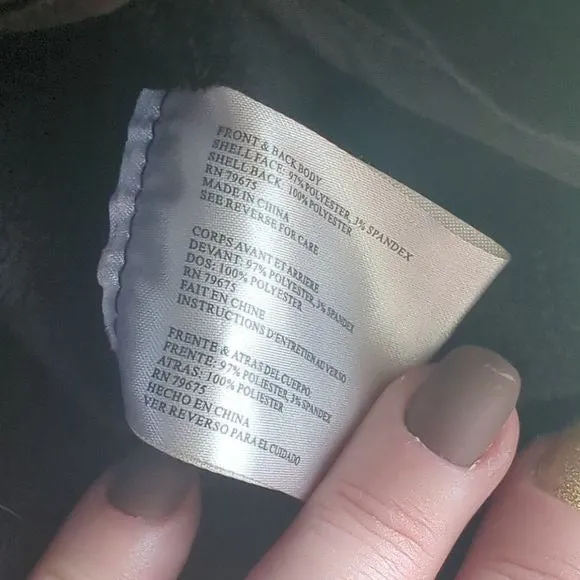 FRONT & BACK BODY
SHELL FACE: 97% POLYESTER, 3% SPANDEX
SHELL BACK: 100% POLYESTER
RN 79675
MADE IN CHINA
SEE REVERSE FOR CARE
CORPS AVANT ET ARRIERE
DEVANT: 97% POLYESTER, 3% SPANDEX
DOS: 100% POLYESTER
RN 79675
FAIT EN CHINE
INSTRUCTIONS D'ENTRETIEN AU VERSO
FRENTE & ATRAS DEL CUERPO:
FRENTE: 97% POLIESTER, 3% SPANDEX
ATRAS: 100% POLIESTER
RN 79675
HECHO EN CHINA
VER REVERSO PARA EL CUIDADO